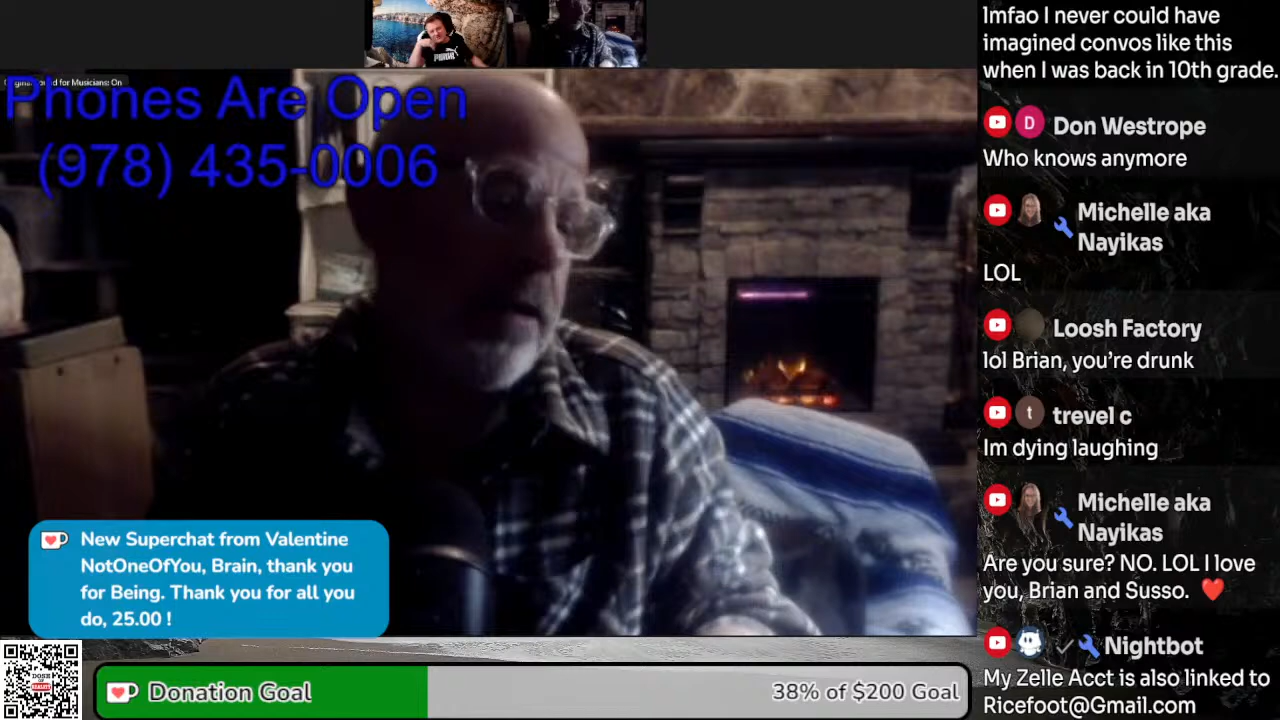 Phones Are Open
(978) 435-0006
New Superchat from Valentine
NotOneOfYou, Brain, thank you
for Being. Thank you for all you
do, 25.00 !
Donation Goal
38% of $200 Goal
lmfao I never could have
imagined convos like this
when I was back in 10th grade.
D
Don Westrope
Who knows anymore
Michelle aka
Nayikas
LOL
Loosh Factory
lol Brian, you’re drunk
t
trevel c
Im dying laughing
Michelle aka
Nayikas
Are you sure? NO. LOL I love
you, Brian and Susso. ❤️
Nightbot
My Zelle Acct is also linked to
Ricefoot@Gmail.com